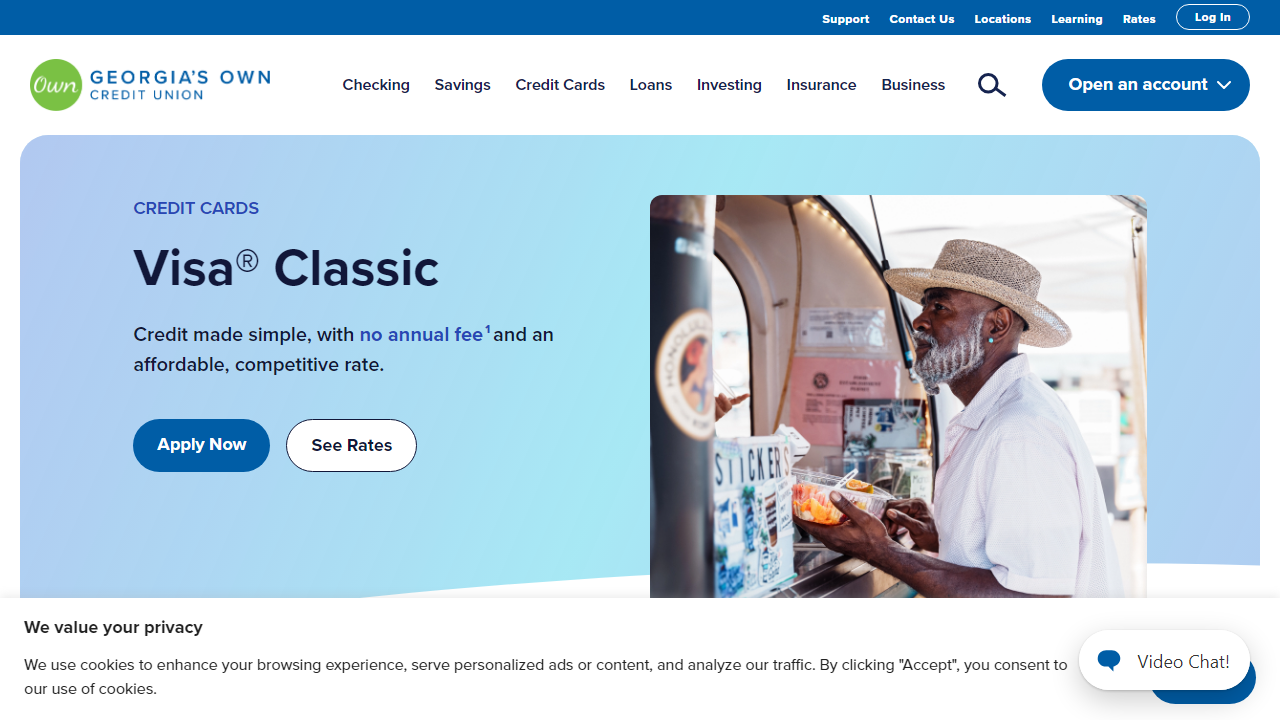 Support Contact Us Locations Learning Rates Log In
Own GEORGIA'S OWN
CREDIT UNION
Checking Savings Credit Cards Loans Investing Insurance Business Open an account
CREDIT CARDS
Visa® Classic
Credit made simple, with no annual fee¹ and an
affordable, competitive rate.
Apply Now See Rates
HONOLULU
STICKERS
We value your privacy
We use cookies to enhance your browsing experience, serve personalized ads or content, and analyze our traffic. By clicking "Accept", you consent to
our use of cookies.
Video Chat!